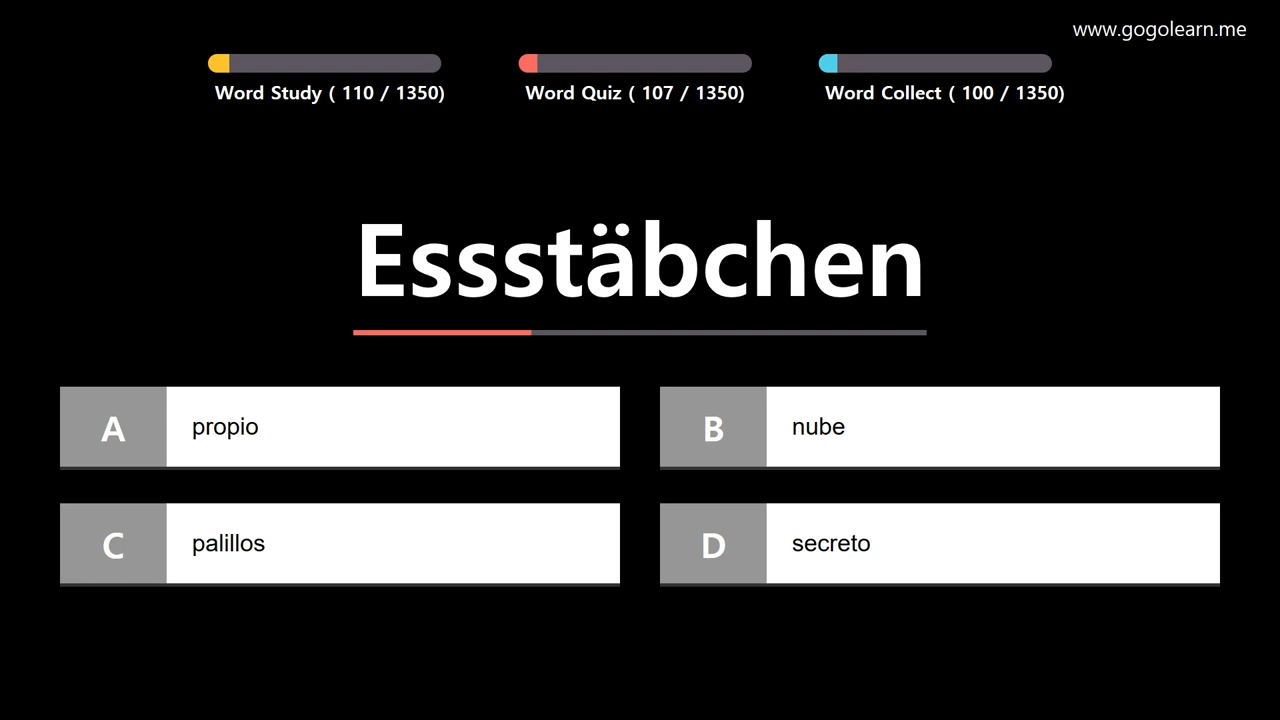 www.gogolearn.me
Word Study ( 110 / 1350)
Word Quiz ( 107 / 1350)
Word Collect ( 100 / 1350)
Essstäbchen
A propio
B nube
C palillos
D secreto